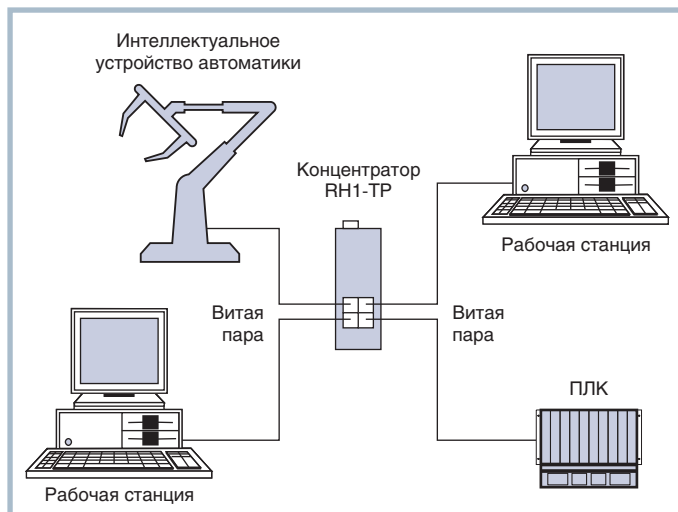 Интеллектуальное
устройство автоматики
Концентратор
RH1-TP
Рабочая станция
Витая
пара
Витая
пара
ПЛК
Рабочая станция